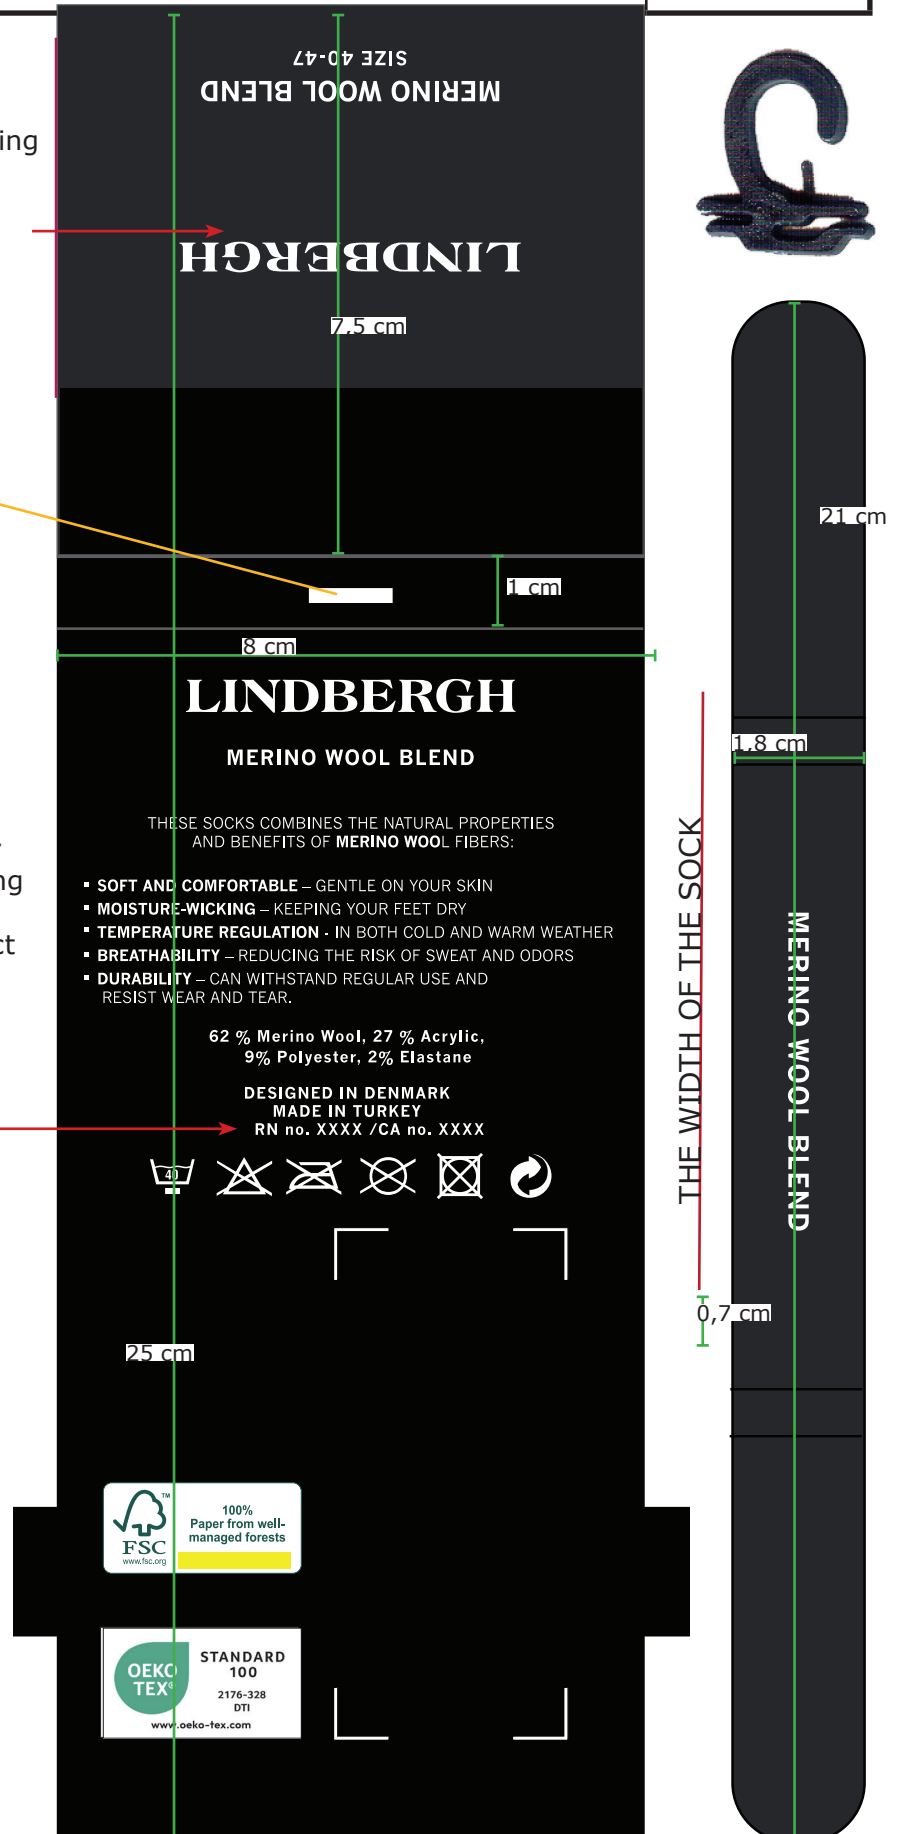 SIZE 40-47
MERINO WOOL BLEND
ing
LINDBERGH
7,5 cm
21 cm
1 cm
8 cm
LINDBERGH
MERINO WOOL BLEND
1,8 cm
THESE SOCKS COMBINES THE NATURAL PROPERTIES
AND BENEFITS OF MERINO WOOL FIBERS:
ng
▪ SOFT AND COMFORTABLE – GENTLE ON YOUR SKIN
▪ MOISTURE-WICKING – KEEPING YOUR FEET DRY
▪ TEMPERATURE REGULATION - IN BOTH COLD AND WARM WEATHER
ct
▪ BREATHABILITY – REDUCING THE RISK OF SWEAT AND ODORS
▪ DURABILITY – CAN WITHSTAND REGULAR USE AND
RESIST WEAR AND TEAR.
THE WIDTH OF THE SOCK
MERINO WOOL BLEND
62 % Merino Wool, 27 % Acrylic,
9% Polyester, 2% Elastane
DESIGNED IN DENMARK
MADE IN TURKEY
RN no. XXXX /CA no. XXXX
40
0,7 cm
25 cm
FSC
TM
www.fsc.org
100%
Paper from well-
managed forests
OEKO
TEX®
STANDARD
100
2176-328
DTI
www.oeko-tex.com